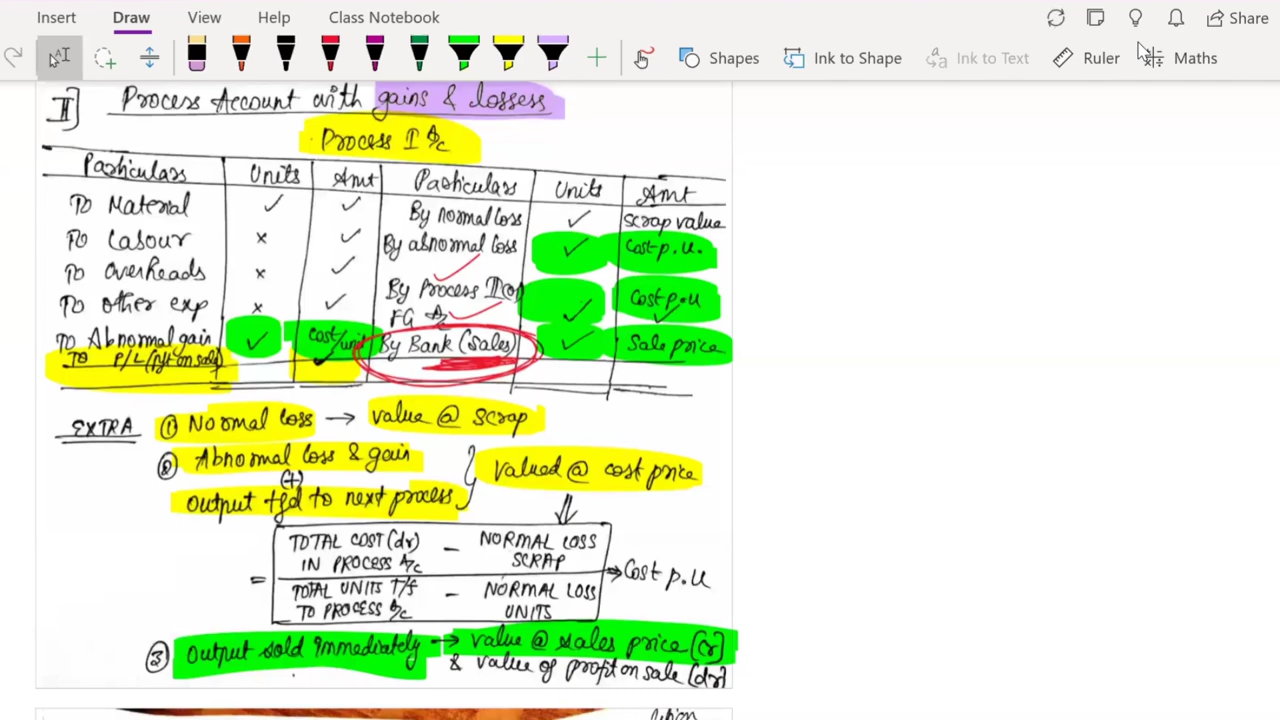 Insert Draw View Help Class Notebook Share
Shapes Ink to Shape Ink to Text Ruler Maths
II] Process Account with gains & lossess
Process I A/c
Particulars Units Amt Particulars Units Amt
To Material ✓ ✓ By normal loss ✓ scrap value
To Labour x ✓ By abnormal loss ✓ Cost p.u.
To Overheads x ✓ By Process II (or) ✓ Cost p.u
To Other exp x ✓ FG A/c ✓
To Abnormal gain ✓ cost/unit By Bank (sales) ✓ Sale price
To P/L (pft on sale) ✓
EXTRA ① Normal loss → value @ scrap
② Abnormal loss & gain
(+)
Output tfd to next process } valued @ cost price
⇓
= TOTAL COST (dr) IN PROCESS A/c - NORMAL LOSS SCRAP
TOTAL UNITS T/f TO PROCESS A/c - NORMAL LOSS UNITS → Cost p.u
③ Output sold immediately → value @ sales price (cr)
& value of profit on sale (dr)